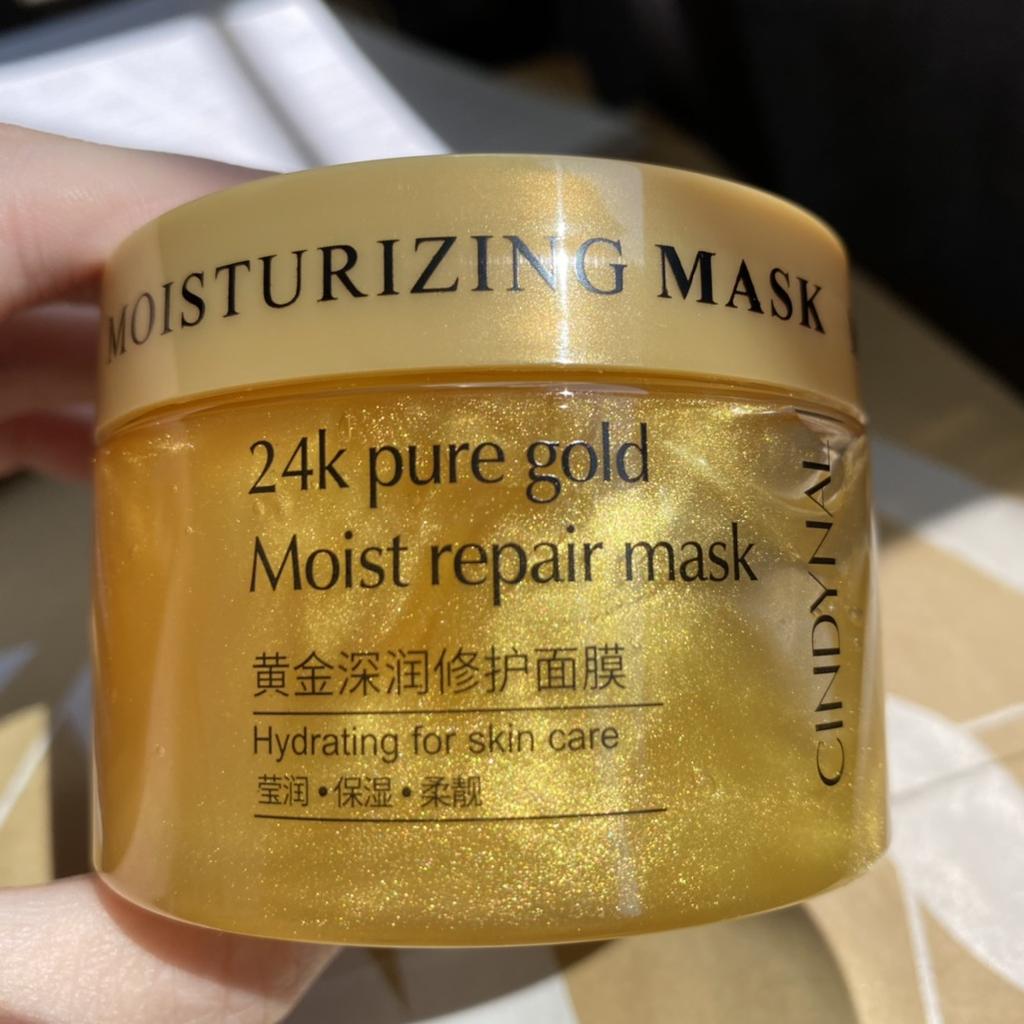 MOISTURIZING MASK
24k pure gold
Moist repair mask
黄金深润修护面膜
Hydrating for skin care
莹润•保湿•柔靓
CINDYNAL